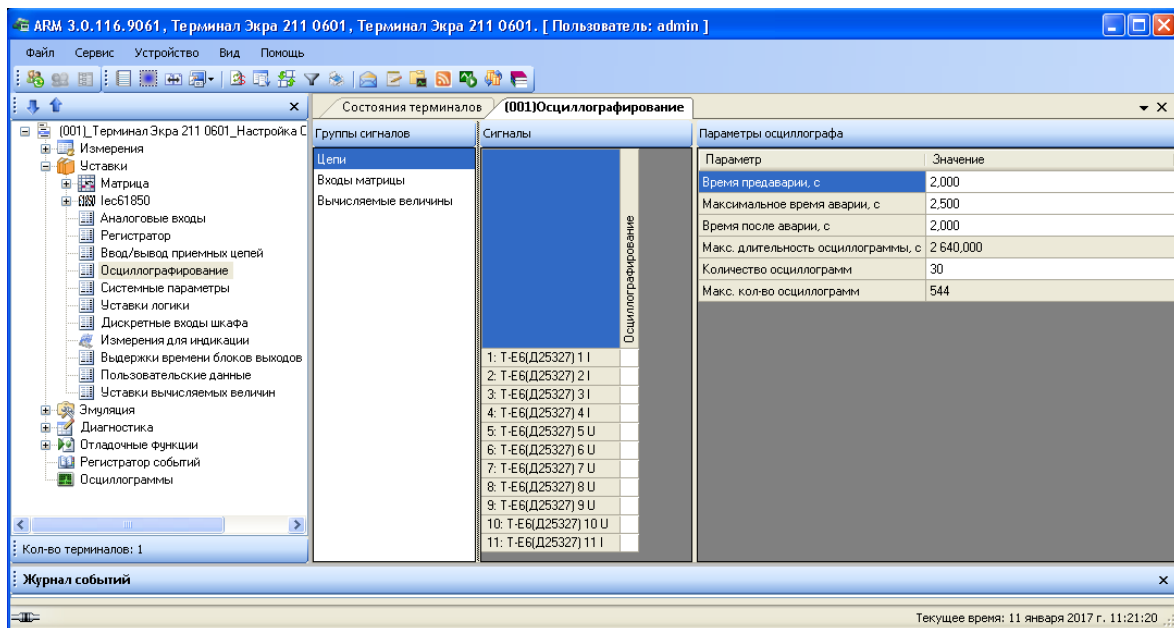 ARM 3.0.116.9061, Терминал Экра 211 0601, Терминал Экра 211 0601. [ Пользователь: admin ]
Файл Сервис Устройство Вид Помощь
Состояния терминалов (001)Осциллографирование
(001)_Терминал Экра 211 0601_Настройка С
Измерения
Уставки
Матрица
Iec61850
Аналоговые входы
Регистратор
Ввод/вывод приемных цепей
Осциллографирование
Системные параметры
Уставки логики
Дискретные входы шкафа
Измерения для индикации
Выдержки времени блоков выходов
Пользовательские данные
Уставки вычисляемых величин
Эмуляция
Диагностика
Отладочные функции
Регистратор событий
Осциллограммы
Кол-во терминалов: 1
Группы сигналов
Цепи
Входы матрицы
Вычисляемые величины
Сигналы
Осциллографирование
1: Т-Е6(Д25327) 1 I
2: Т-Е6(Д25327) 2 I
3: Т-Е6(Д25327) 3 I
4: Т-Е6(Д25327) 4 I
5: Т-Е6(Д25327) 5 U
6: Т-Е6(Д25327) 6 U
7: Т-Е6(Д25327) 7 U
8: Т-Е6(Д25327) 8 U
9: Т-Е6(Д25327) 9 U
10: Т-Е6(Д25327) 10 U
11: Т-Е6(Д25327) 11 I
Параметры осциллографа
Параметр Значение
Время предаварии, с 2,000
Максимальное время аварии, с 2,500
Время после аварии, с 2,000
Макс. длительность осциллограммы, с 2 640,000
Количество осциллограмм 30
Макс. кол-во осциллограмм 544
Журнал событий
Текущее время: 11 января 2017 г. 11:21:20